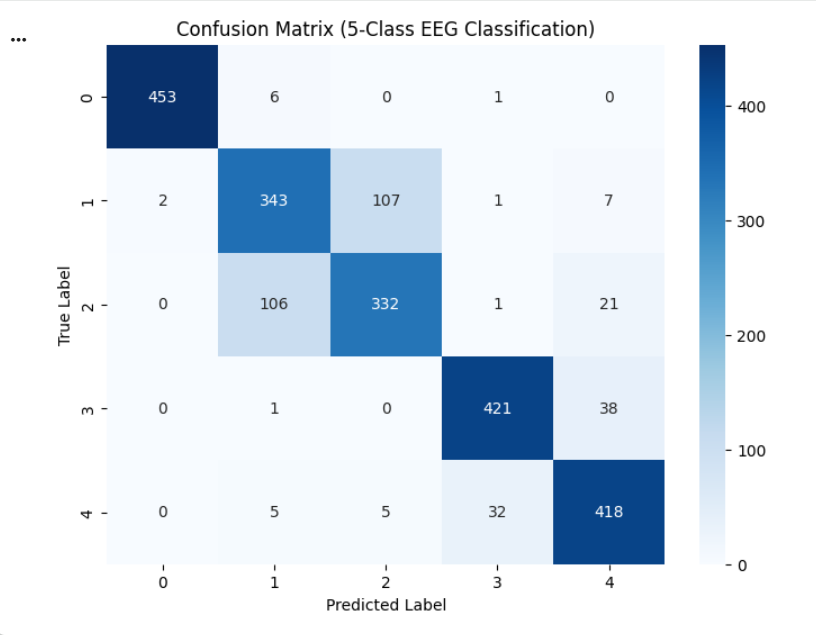 ...
Confusion Matrix (5-Class EEG Classification)
0 453 6 0 1 0
1 2 343 107 1 7
2 0 106 332 1 21
3 0 1 0 421 38
4 0 5 5 32 418
0 1 2 3 4
True Label
Predicted Label
400
300
200
100
0